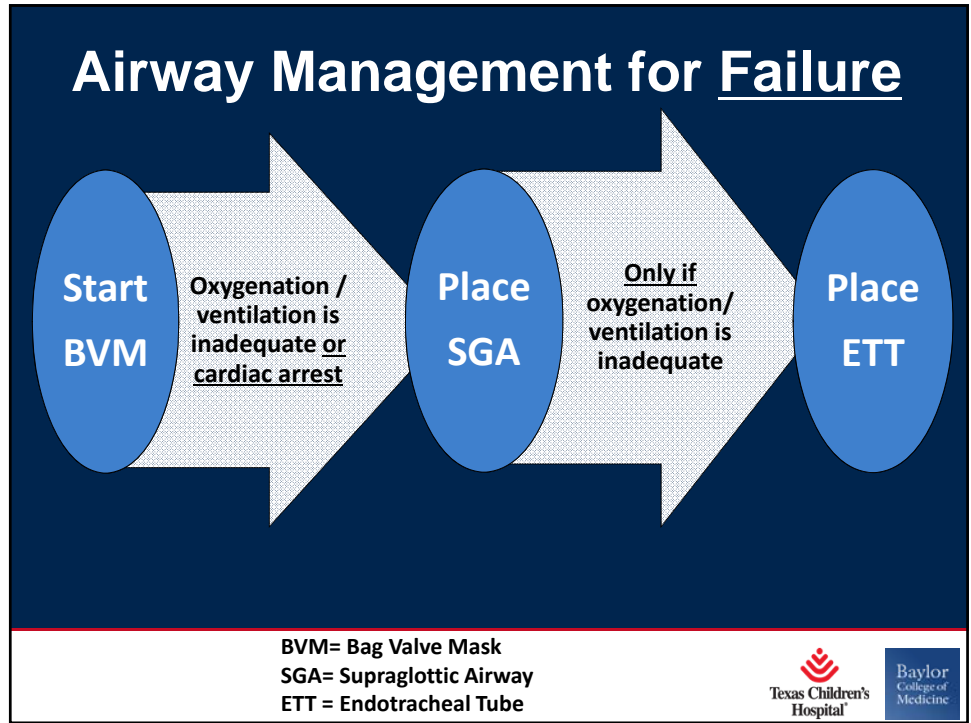 Airway Management for Failure
Start
BVM
Oxygenation /
ventilation is
inadequate or
cardiac arrest
Place
SGA
Only if
oxygenation/
ventilation is
inadequate
Place
ETT
BVM= Bag Valve Mask
SGA= Supraglottic Airway
ETT = Endotracheal Tube
Texas Children's
Hospital®
Baylor
College of
Medicine